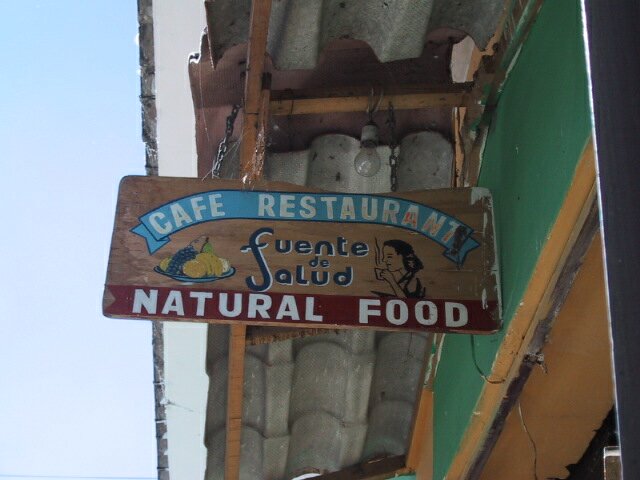 CAFE RESTAURANT
Fuente
de
Salud
NATURAL FOOD